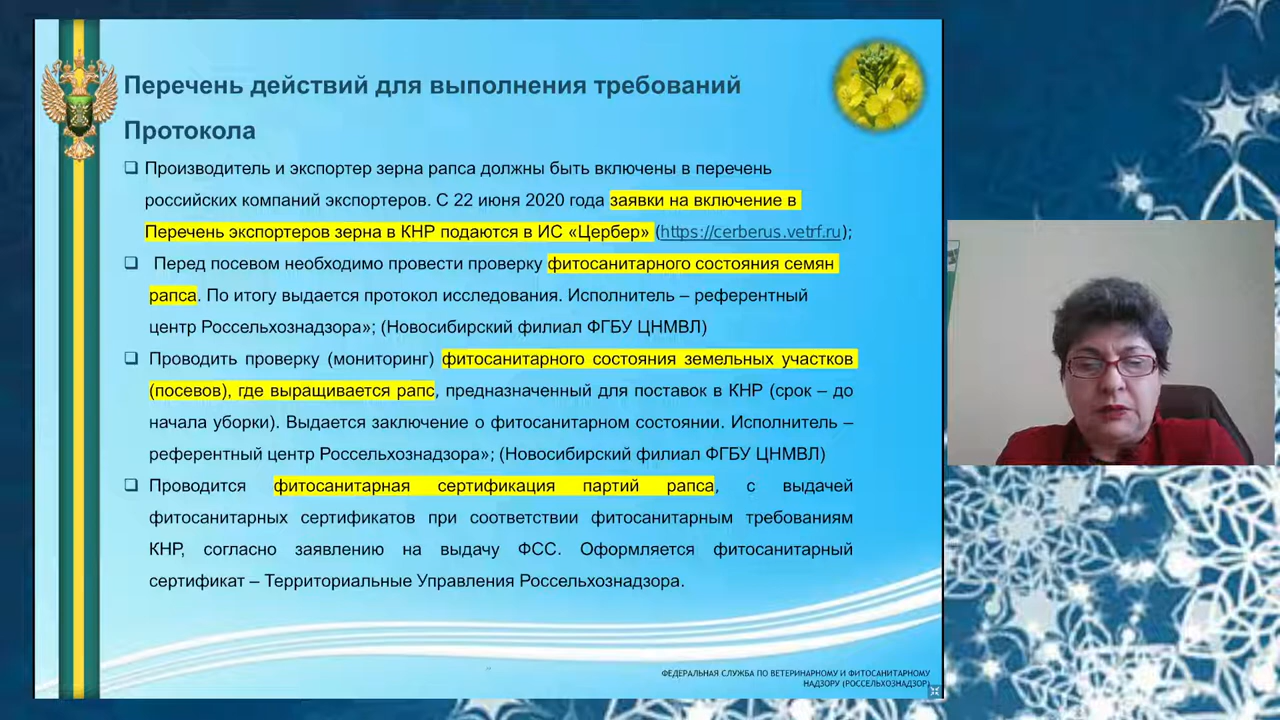 Перечень действий для выполнения требований
Протокола
❑ Производитель и экспортер зерна рапса должны быть включены в перечень
российских компаний экспортеров. С 22 июня 2020 года заявки на включение в
Перечень экспортеров зерна в КНР подаются в ИС «Цербер» (https://cerberus.vetrf.ru);
❑ Перед посевом необходимо провести проверку фитосанитарного состояния семян
рапса. По итогу выдается протокол исследования. Исполнитель – референтный
центр Россельхознадзора»; (Новосибирский филиал ФГБУ ЦНМВЛ)
❑ Проводить проверку (мониторинг) фитосанитарного состояния земельных участков
(посевов), где выращивается рапс, предназначенный для поставок в КНР (срок – до
начала уборки). Выдается заключение о фитосанитарном состоянии. Исполнитель –
референтный центр Россельхознадзора»; (Новосибирский филиал ФГБУ ЦНМВЛ)
❑ Проводится фитосанитарная сертификация партий рапса, с выдачей
фитосанитарных сертификатов при соответствии фитосанитарным требованиям
КНР, согласно заявлению на выдачу ФСС. Оформляется фитосанитарный
сертификат – Территориальные Управления Россельхознадзора.
ФЕДЕРАЛЬНАЯ СЛУЖБА ПО ВЕТЕРИНАРНОМУ И ФИТОСАНИТАРНОМУ
НАДЗОРУ (РОССЕЛЬХОЗНАДЗОР)